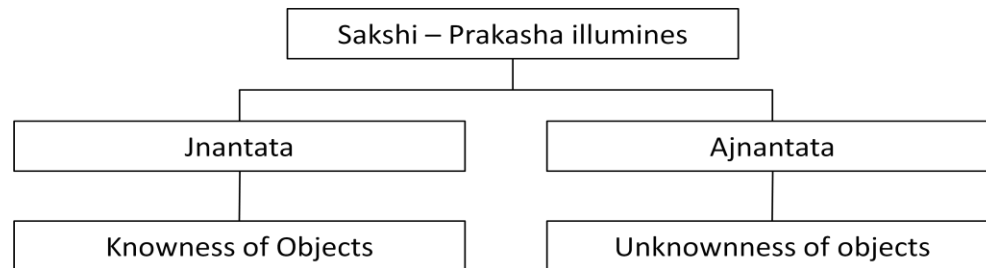 Sakshi – Prakasha illumines
Jnantata
Ajnantata
Knowness of Objects
Unknownness of objects